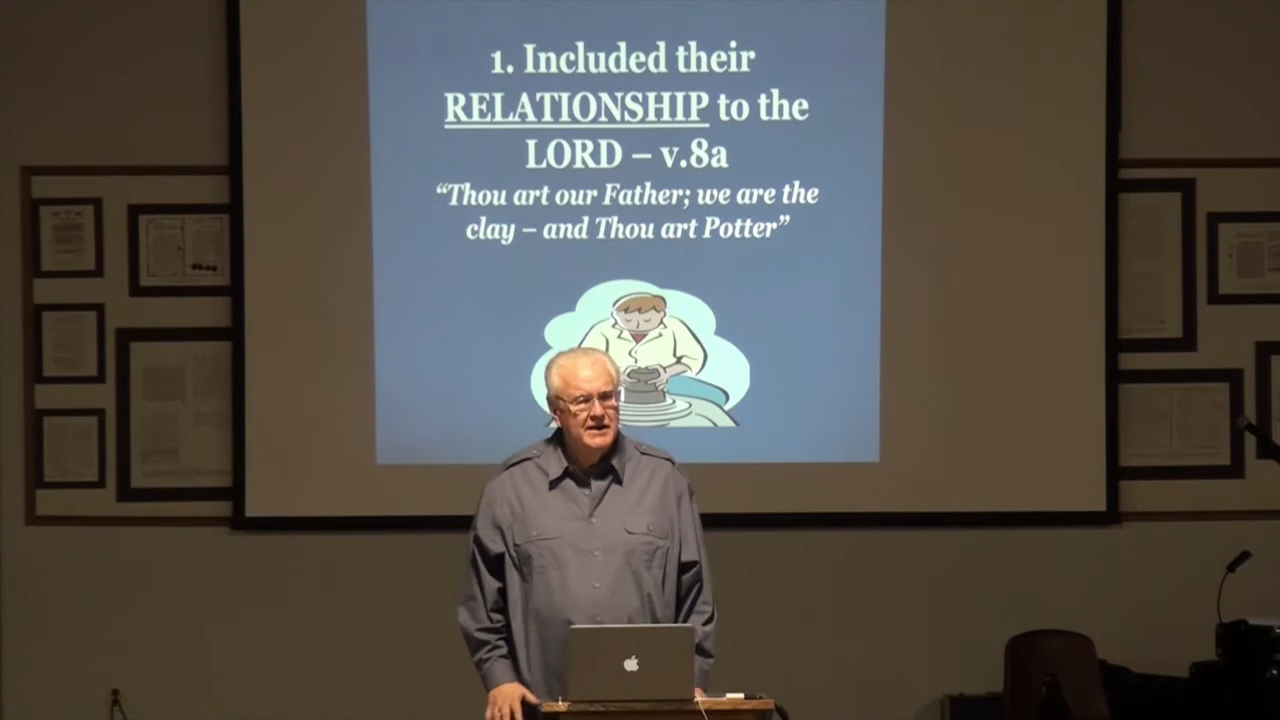 1. Included their
RELATIONSHIP to the
LORD – v.8a
“Thou art our Father; we are the
clay – and Thou art Potter”